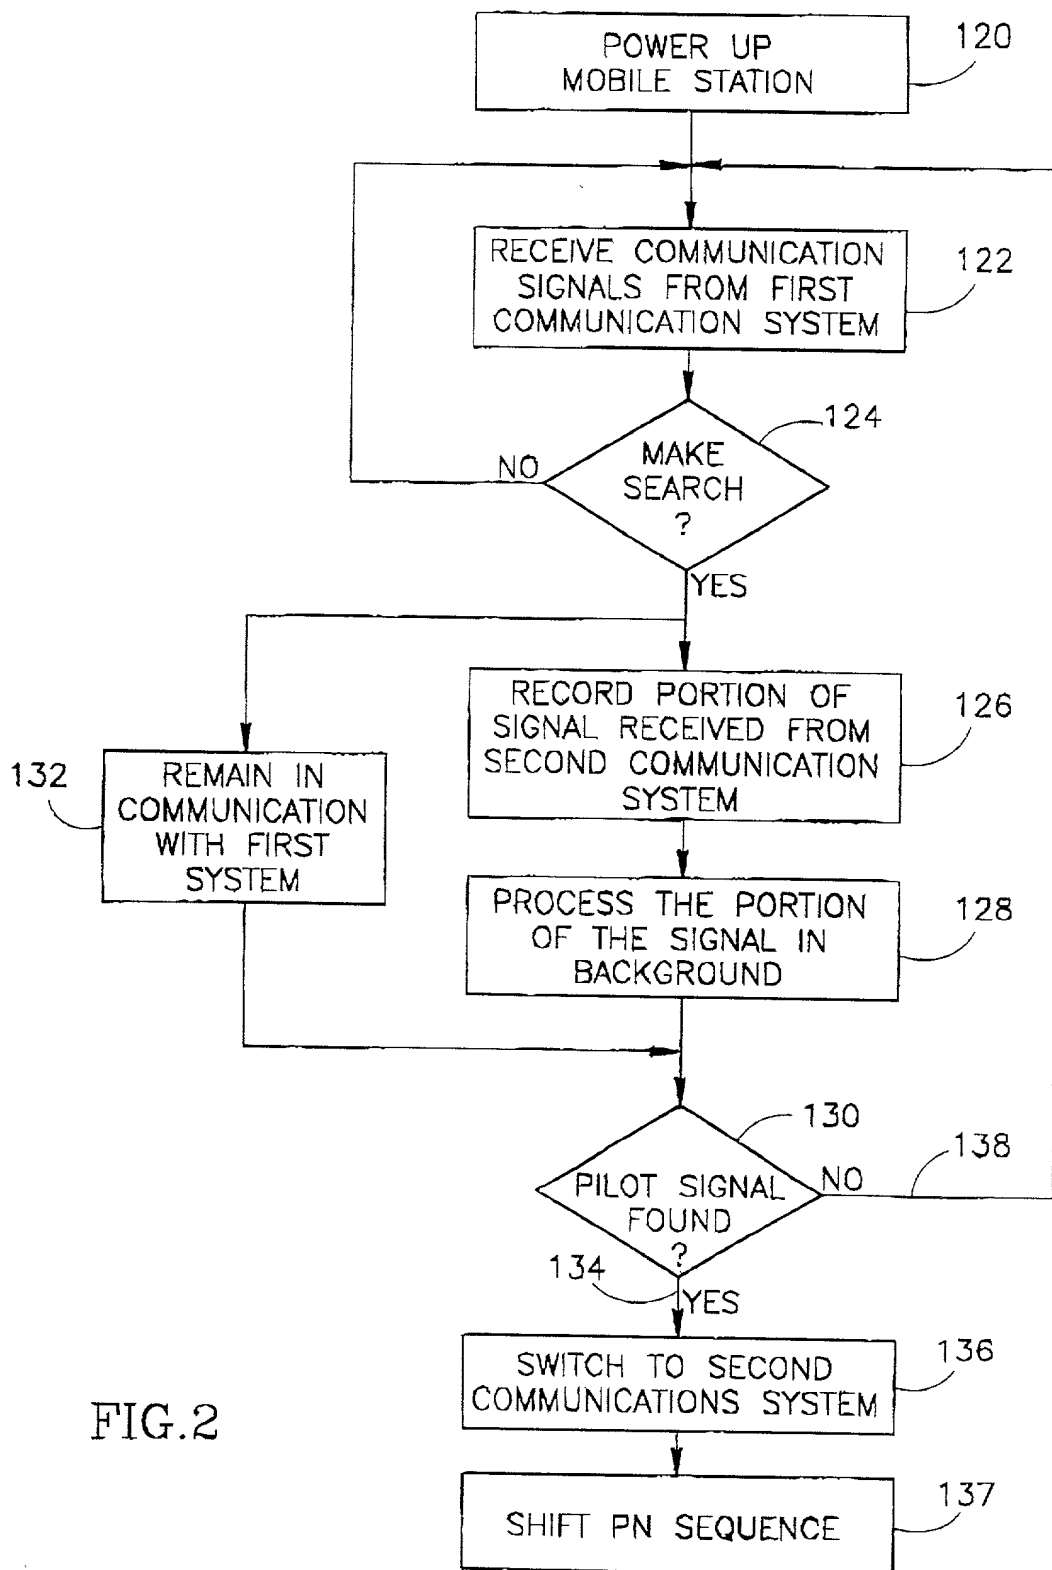 POWER UP
MOBILE STATION
120
RECEIVE COMMUNICATION
SIGNALS FROM FIRST
COMMUNICATION SYSTEM
122
124
MAKE
SEARCH
?
NO
YES
RECORD PORTION OF
SIGNAL RECEIVED FROM
SECOND COMMUNICATION
SYSTEM
126
132
REMAIN IN
COMMUNICATION
WITH FIRST
SYSTEM
PROCESS THE PORTION
OF THE SIGNAL IN
BACKGROUND
128
130
PILOT SIGNAL
FOUND
?
NO
138
134
YES
SWITCH TO SECOND
COMMUNICATIONS SYSTEM
136
FIG.2
SHIFT PN SEQUENCE
137